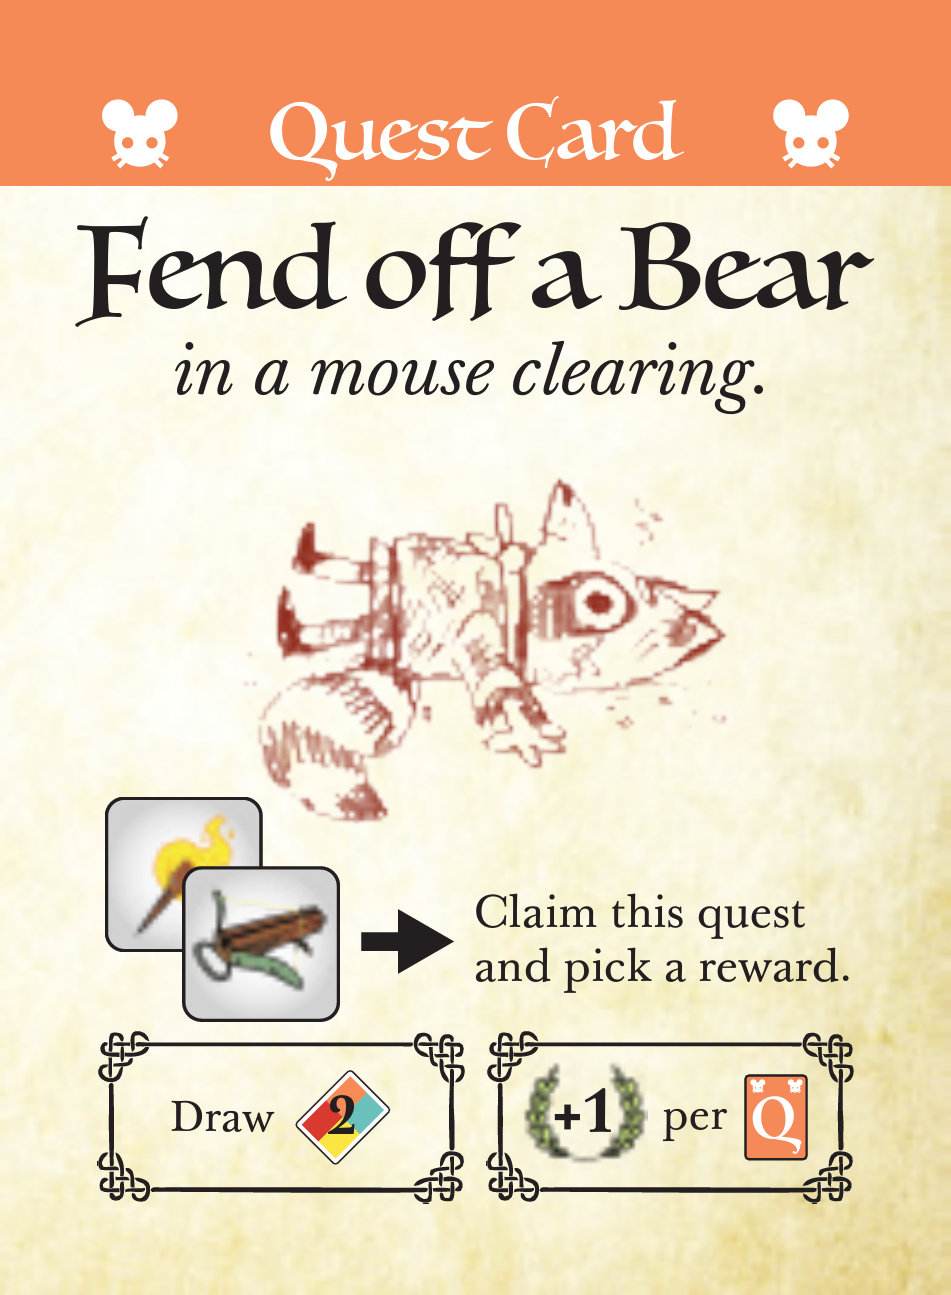 Quest Card
Fend off a Bear
in a mouse clearing.
Claim this quest
and pick a reward.
Draw 2
+1 per Q